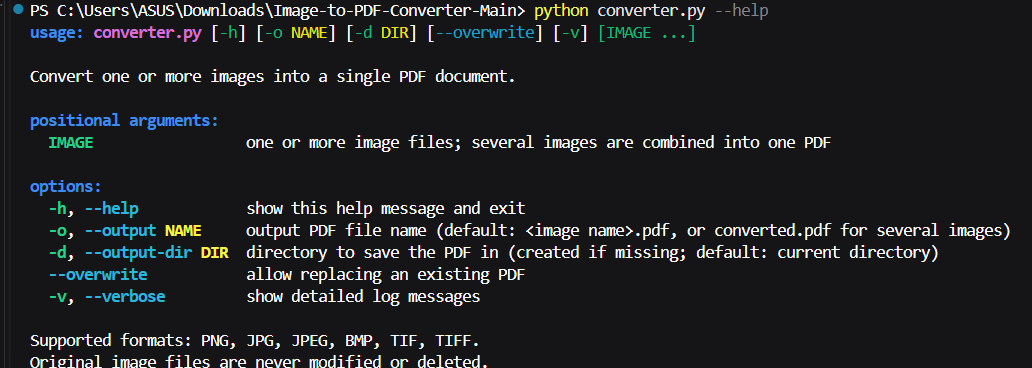 PS C:\Users\ASUS\Downloads\Image-to-PDF-Converter-Main> python converter.py --help
usage: converter.py [-h] [-o NAME] [-d DIR] [--overwrite] [-v] [IMAGE ...]
Convert one or more images into a single PDF document.
positional arguments:
IMAGE one or more image files; several images are combined into one PDF
options:
-h, --help show this help message and exit
-o, --output NAME output PDF file name (default: <image name>.pdf, or converted.pdf for several images)
-d, --output-dir DIR directory to save the PDF in (created if missing; default: current directory)
--overwrite allow replacing an existing PDF
-v, --verbose show detailed log messages
Supported formats: PNG, JPG, JPEG, BMP, TIF, TIFF.
Original image files are never modified or deleted.